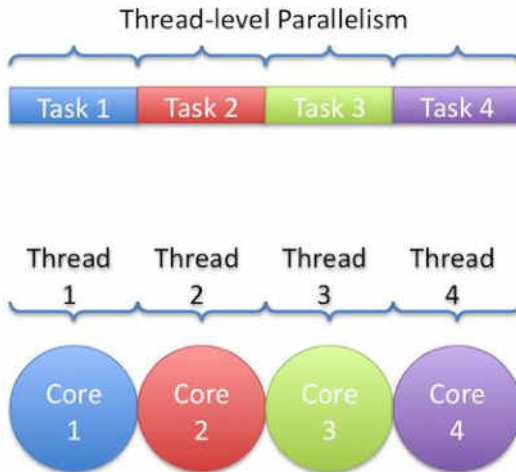 Thread-level Parallelism
Task 1 Task 2 Task 3 Task 4
Thread Thread Thread Thread
1 2 3 4
Core Core Core Core
1 2 3 4